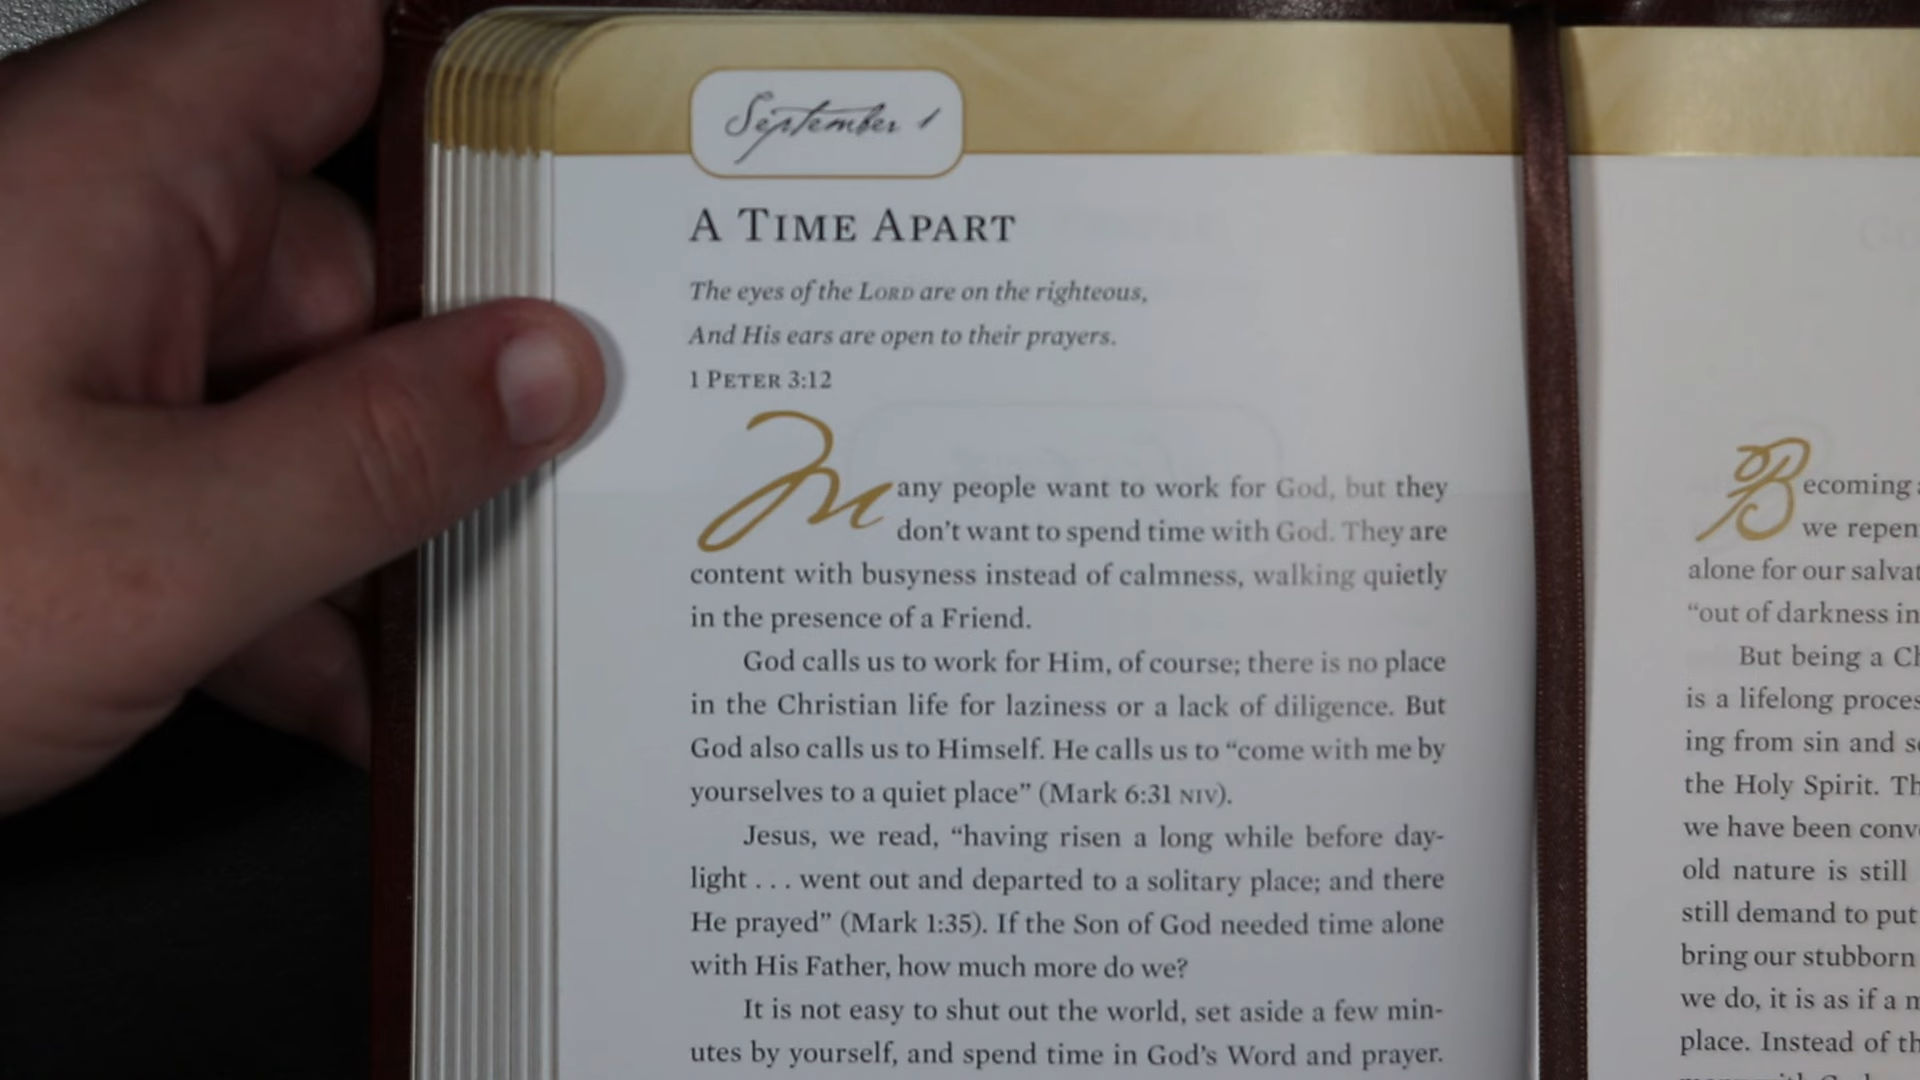 September 1
A TIME APART
The eyes of the LORD are on the righteous,
And His ears are open to their prayers.
1 PETER 3:12
Many people want to work for God, but they
don’t want to spend time with God. They are
content with busyness instead of calmness, walking quietly
in the presence of a Friend.
God calls us to work for Him, of course; there is no place
in the Christian life for laziness or a lack of diligence. But
God also calls us to Himself. He calls us to “come with me by
yourselves to a quiet place” (Mark 6:31 NIV).
Jesus, we read, “having risen a long while before day-
light . . . went out and departed to a solitary place; and there
He prayed” (Mark 1:35). If the Son of God needed time alone
with His Father, how much more do we?
It is not easy to shut out the world, set aside a few min-
utes by yourself, and spend time in God’s Word and prayer.
Becoming
we repen
alone for our salvat
“out of darkness in
But being a Ch
is a lifelong proces
ing from sin and s
the Holy Spirit. Th
we have been conv
old nature is still
still demand to put
bring our stubborn
we do, it is as if a
place. Instead of th